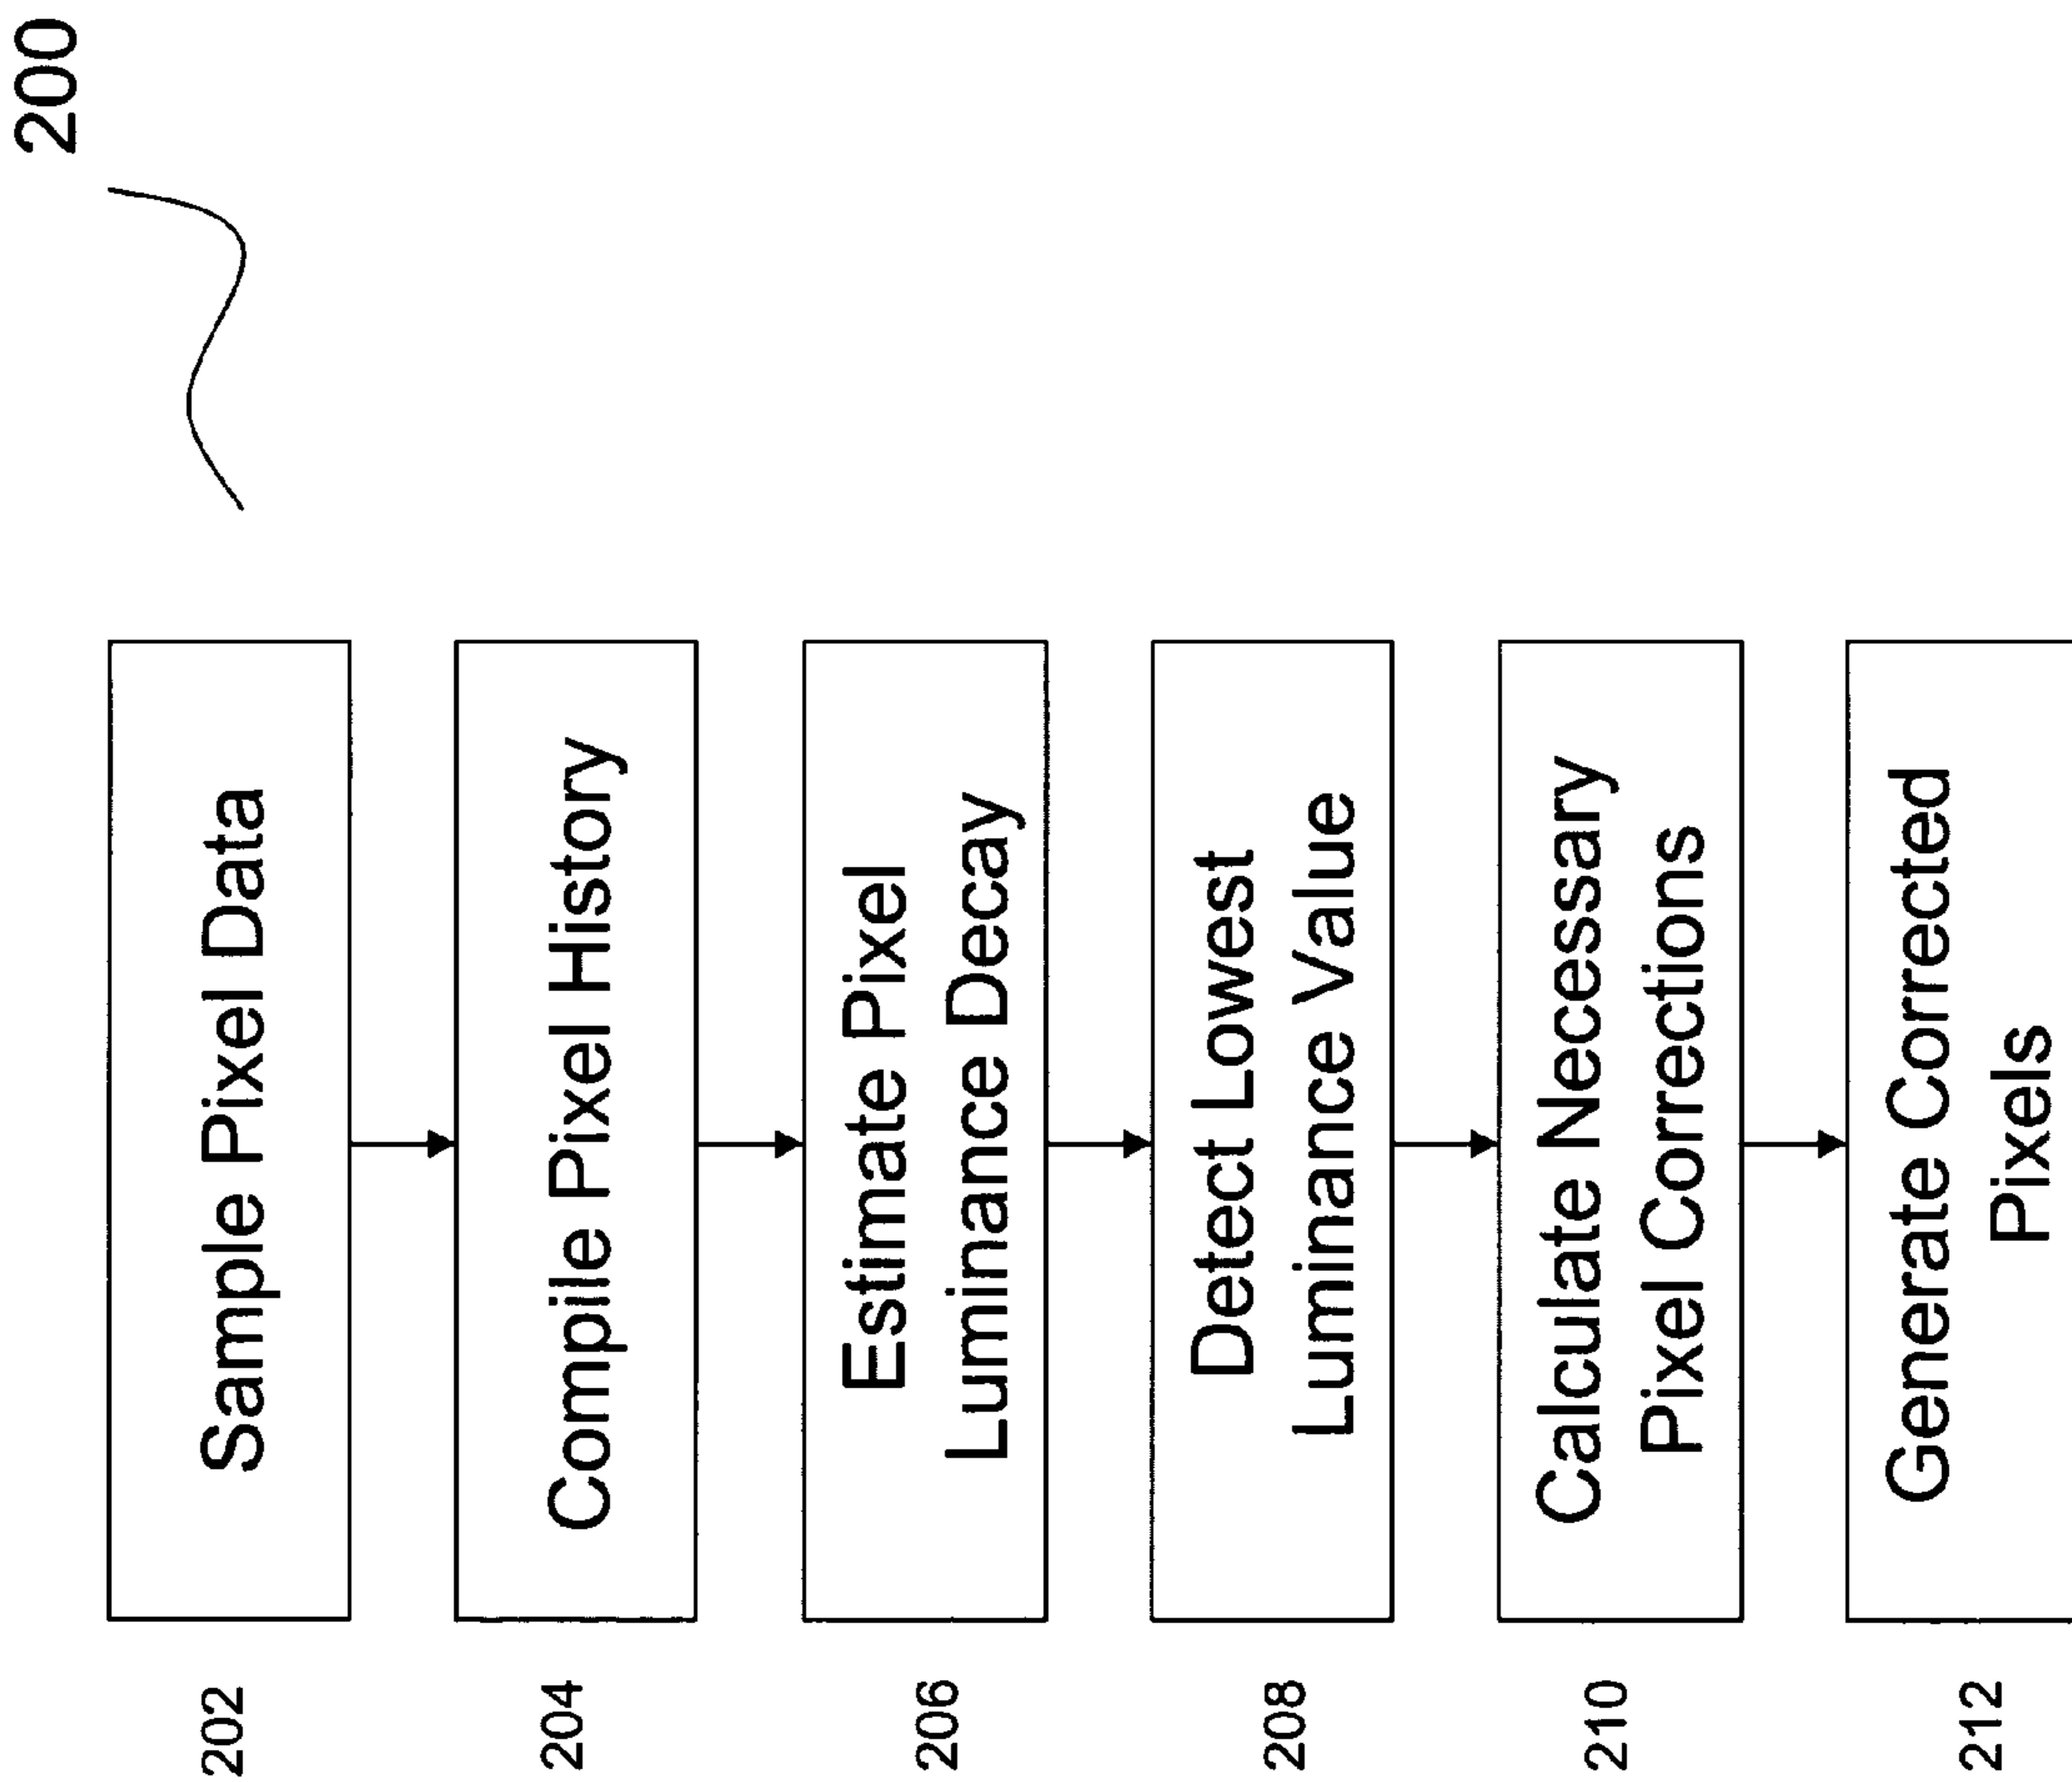 200
202
Sample Pixel Data
204
Compile Pixel History
206
Estimate Pixel
Luminance Decay
208
Detect Lowest
Luminance Value
210
Calculate Necessary
Pixel Corrections
212
Generate Corrected
Pixels